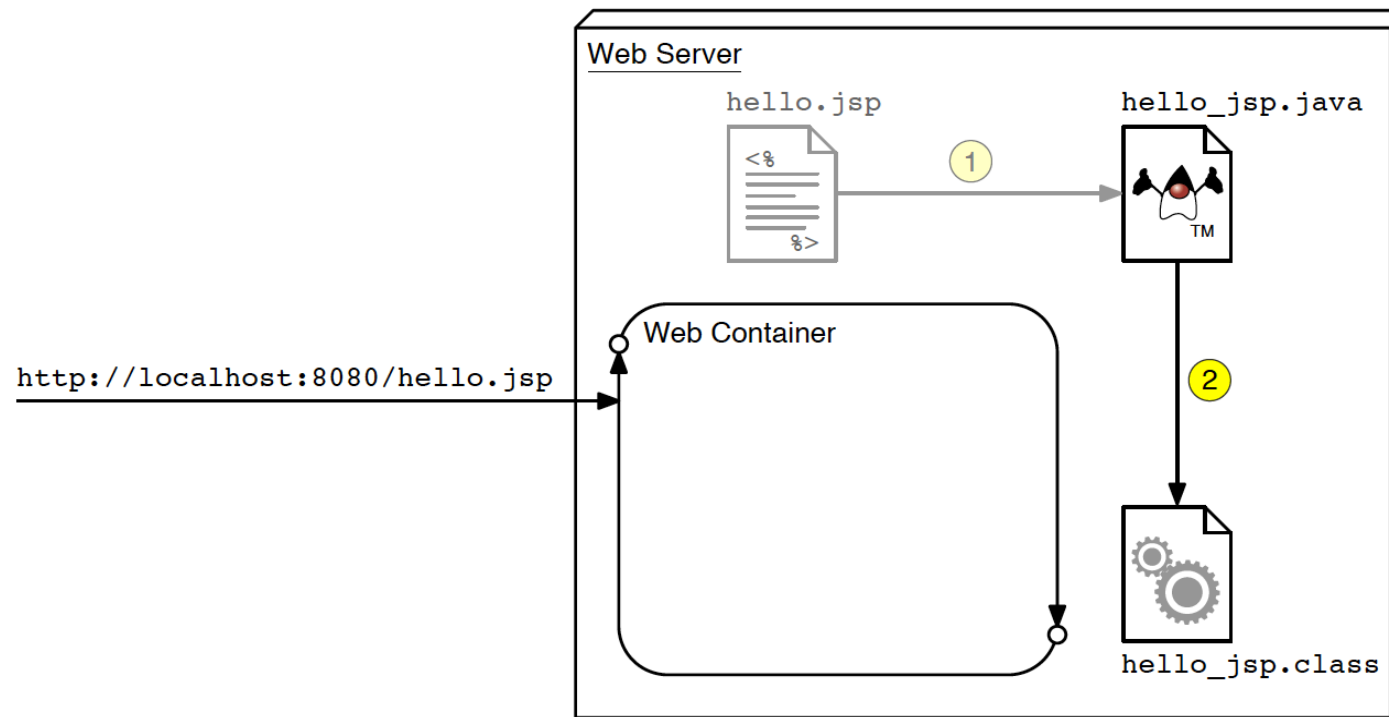 Web Server
hello.jsp
hello_jsp.java
<%
1
%>
TM
Web Container
http://localhost:8080/hello.jsp
2
hello_jsp.class